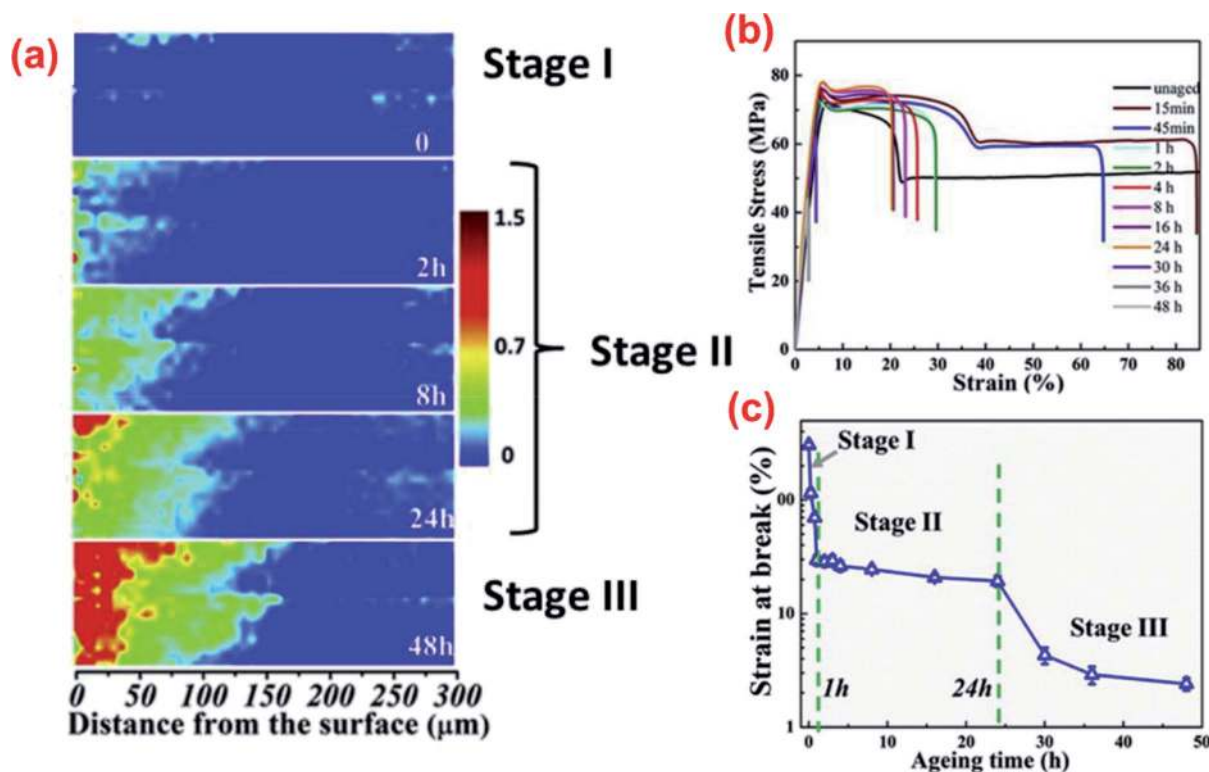 (a)
Stage I
0
2h
8h
24h
48h
1.5
0.7
0
Stage II
Stage III
0 50 100 150 200 250 300
Distance from the surface (μm)
(b)
Tensile Stress (MPa)
80
60
40
20
0
0 10 20 30 40 50 60 70 80
Strain (%)
unaged
15min
45min
1 h
2 h
4 h
8 h
16 h
24 h
30 h
36 h
48 h
(c)
Strain at break (%)
00
10
1
Stage I
Stage II
Stage III
1h
24h
0 10 20 30 40 50
Ageing time (h)